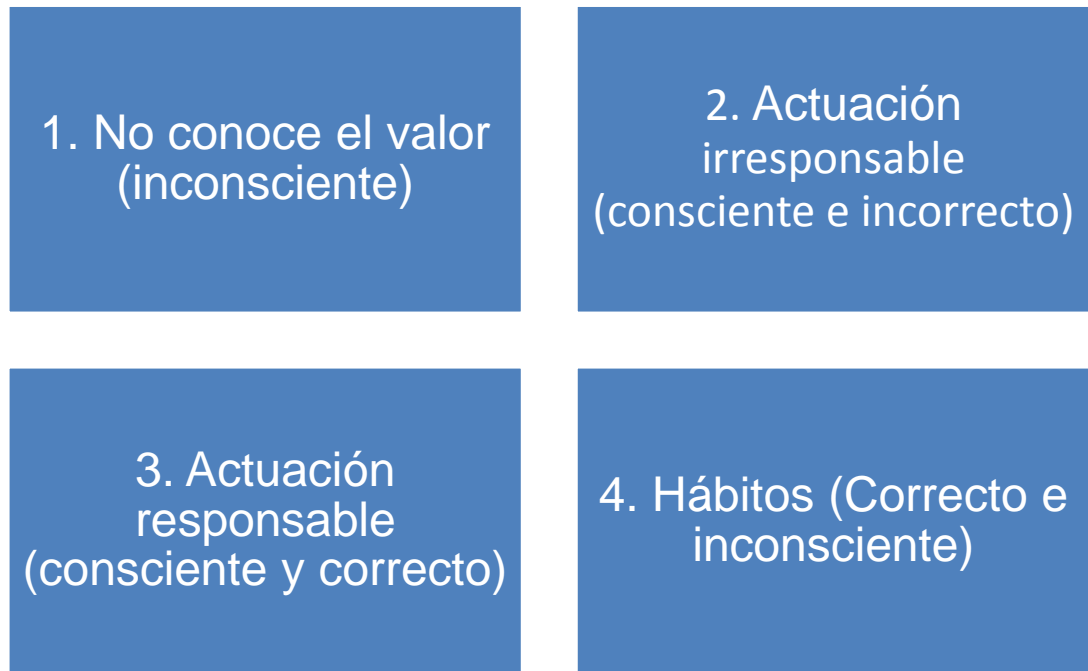 1. No conoce el valor
(inconsciente)
2. Actuación
irresponsable
(consciente e incorrecto)
3. Actuación
responsable
(consciente y correcto)
4. Hábitos (Correcto e
inconsciente)